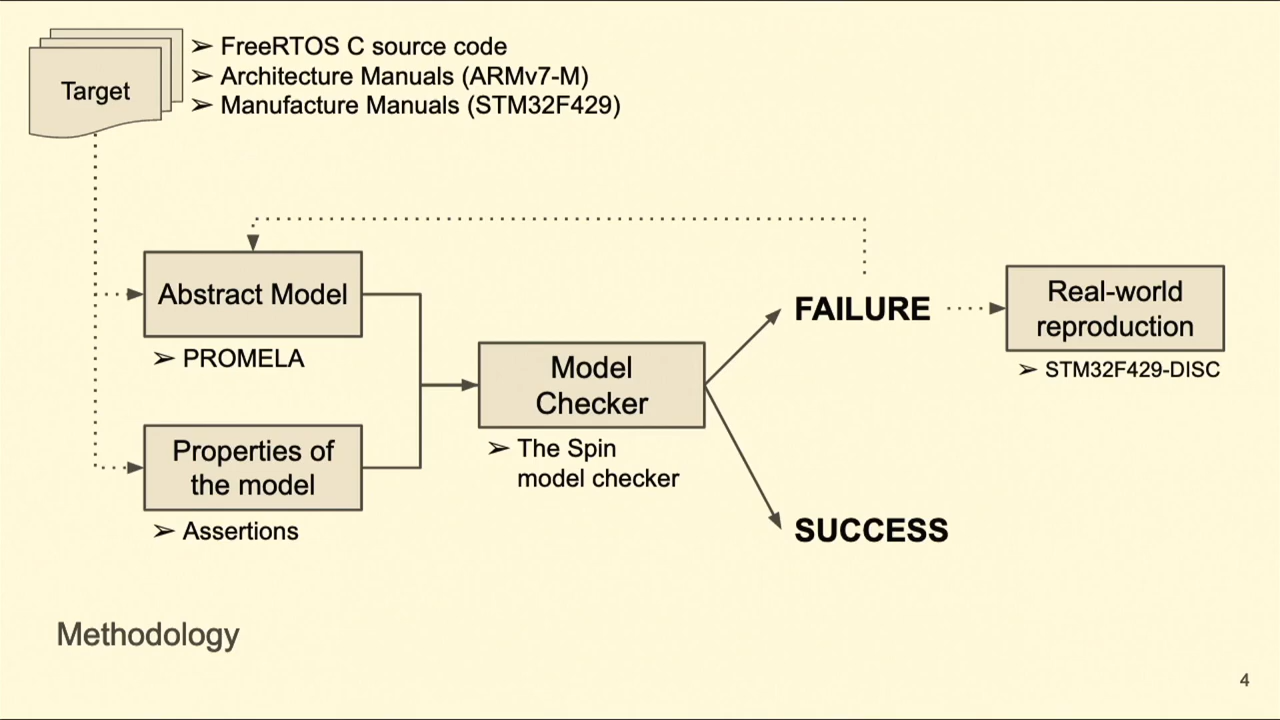 Target
➢ FreeRTOS C source code
➢ Architecture Manuals (ARMv7-M)
➢ Manufacture Manuals (STM32F429)
Abstract Model
➢ PROMELA
Properties of
the model
➢ Assertions
Model
Checker
➢ The Spin
model checker
FAILURE
SUCCESS
Real-world
reproduction
➢ STM32F429-DISC
Methodology
4